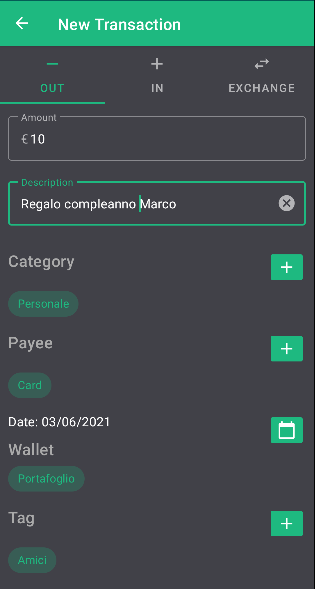 New Transaction
OUT
IN
EXCHANGE
Amount
€10
Description
Regalo compleanno Marco
Category
Personale
Payee
Card
Date: 03/06/2021
Wallet
Portafoglio
Tag
Amici